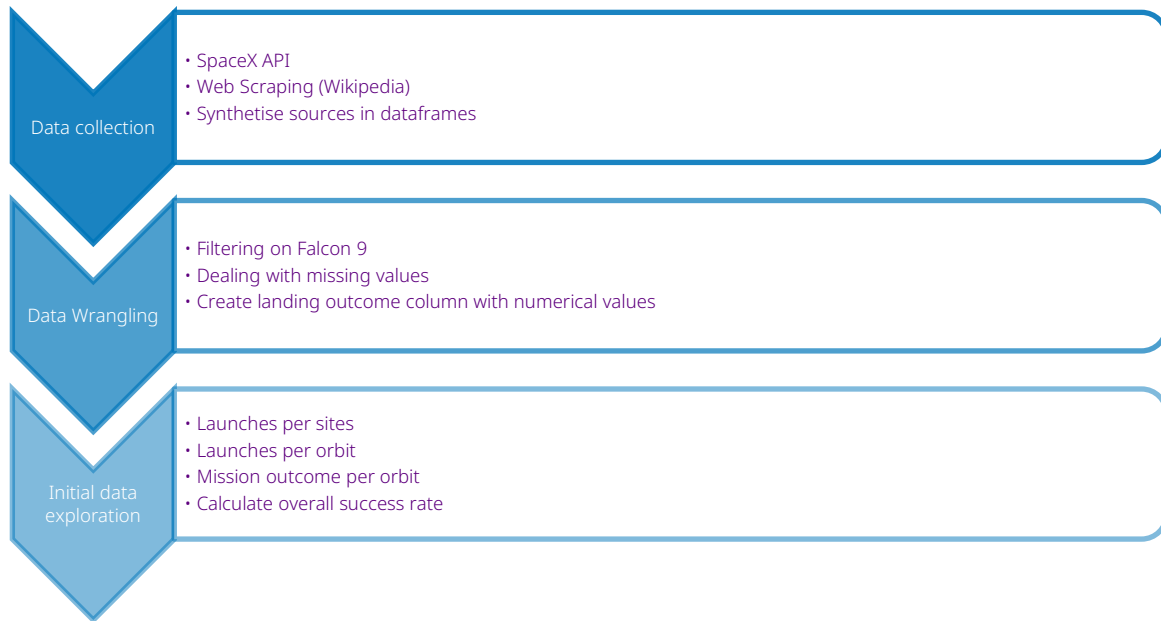 Data collection
• SpaceX API
• Web Scraping (Wikipedia)
• Synthetise sources in dataframes
Data Wrangling
• Filtering on Falcon 9
• Dealing with missing values
• Create landing outcome column with numerical values
Initial data
exploration
• Launches per sites
• Launches per orbit
• Mission outcome per orbit
• Calculate overall success rate